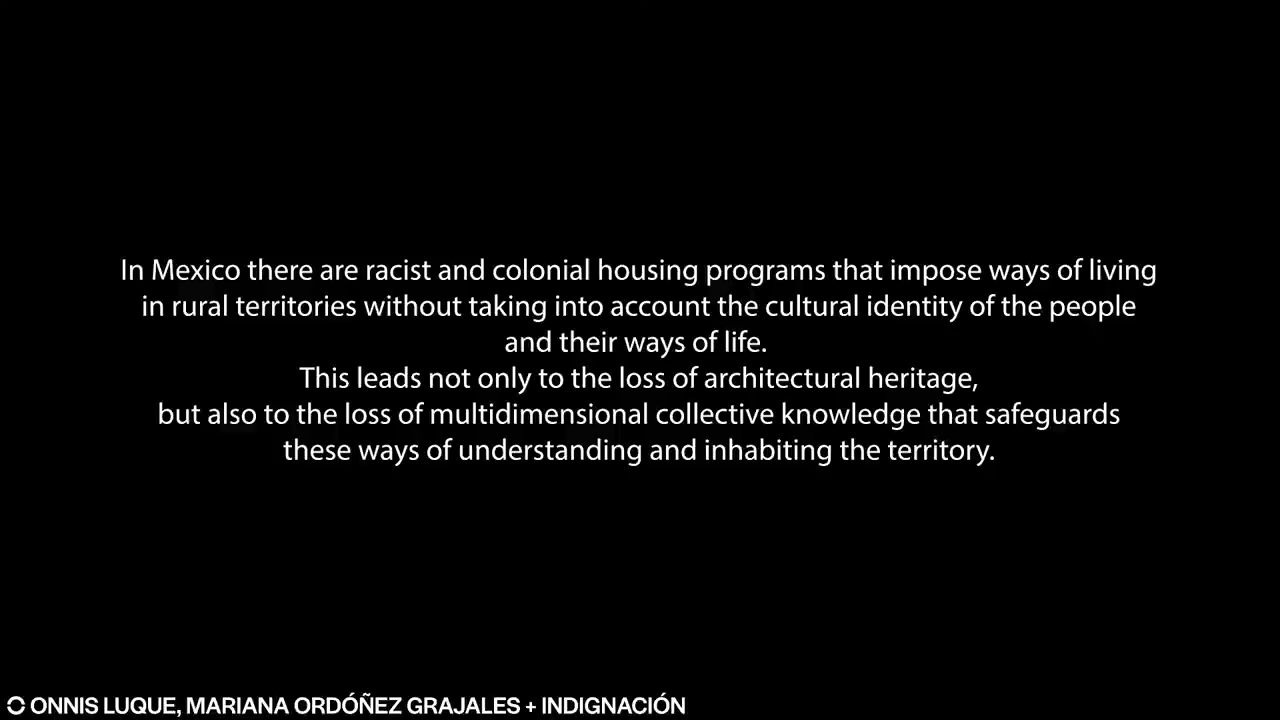 In Mexico there are racist and colonial housing programs that impose ways of living
in rural territories without taking into account the cultural identity of the people
and their ways of life.
This leads not only to the loss of architectural heritage,
but also to the loss of multidimensional collective knowledge that safeguards
these ways of understanding and inhabiting the territory.
ONNIS LUQUE, MARIANA ORDÓÑEZ GRAJALES + INDIGNACIÓN